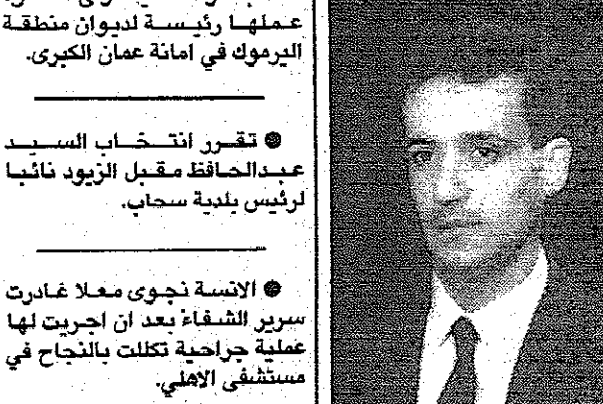 عملها رئيسة لديوان منطقة
اليرموك في امانة عمان الكبرى.
● تقرر انتخاب السيد
عبدالحافظ مقبل الزيود نائبا
لرئيس بلدية سحاب.
● الانسة نجوى معلا غادرت
سرير الشفاء بعد ان اجريت لها
عملية جراحية تكللت بالنجاح في
مستشفى الاهلي.